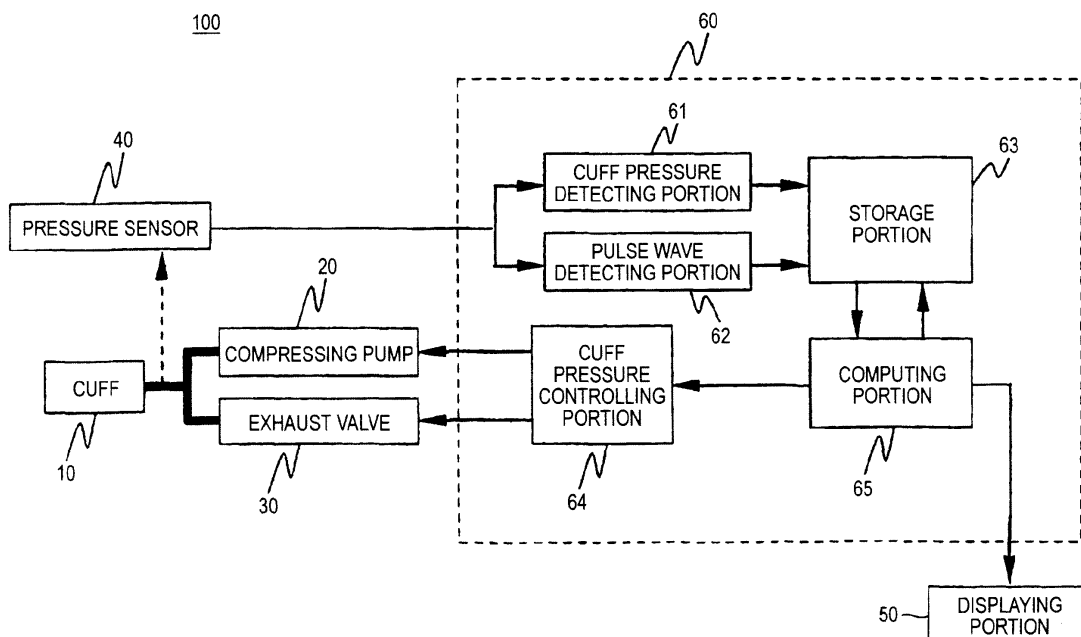 100
60
40
61
63
CUFF PRESSURE
DETECTING PORTION
STORAGE
PORTION
PRESSURE SENSOR
PULSE WAVE
DETECTING PORTION
20
62
COMPRESSING PUMP
CUFF
PRESSURE
CONTROLLING
PORTION
COMPUTING
PORTION
CUFF
EXHAUST VALVE
10
30
64
65
50
DISPLAYING
PORTION